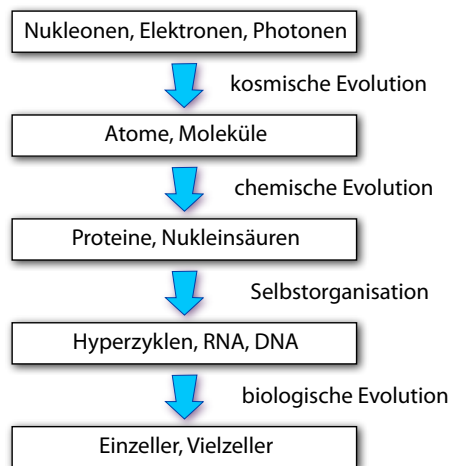 Nukleonen, Elektronen, Photonen
kosmische Evolution
Atome, Moleküle
chemische Evolution
Proteine, Nukleinsäuren
Selbstorganisation
Hyperzyklen, RNA, DNA
biologische Evolution
Einzeller, Vielzeller